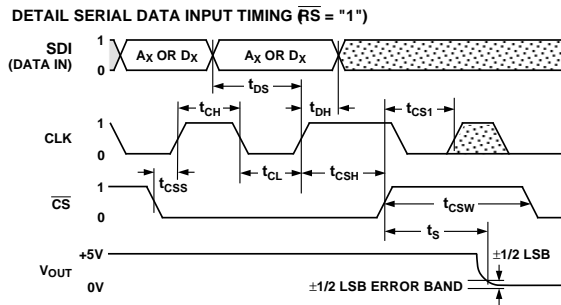 DETAIL SERIAL DATA INPUT TIMING (RS = "1")
SDI
(DATA IN)
1
0
AX OR DX
AX OR DX
tDS
tCH
tDH
tCS1
CLK
1
0
tCSS
tCL
tCSH
CS
1
0
tCSW
tS
VOUT
+5V
0V
±1/2 LSB
±1/2 LSB ERROR BAND